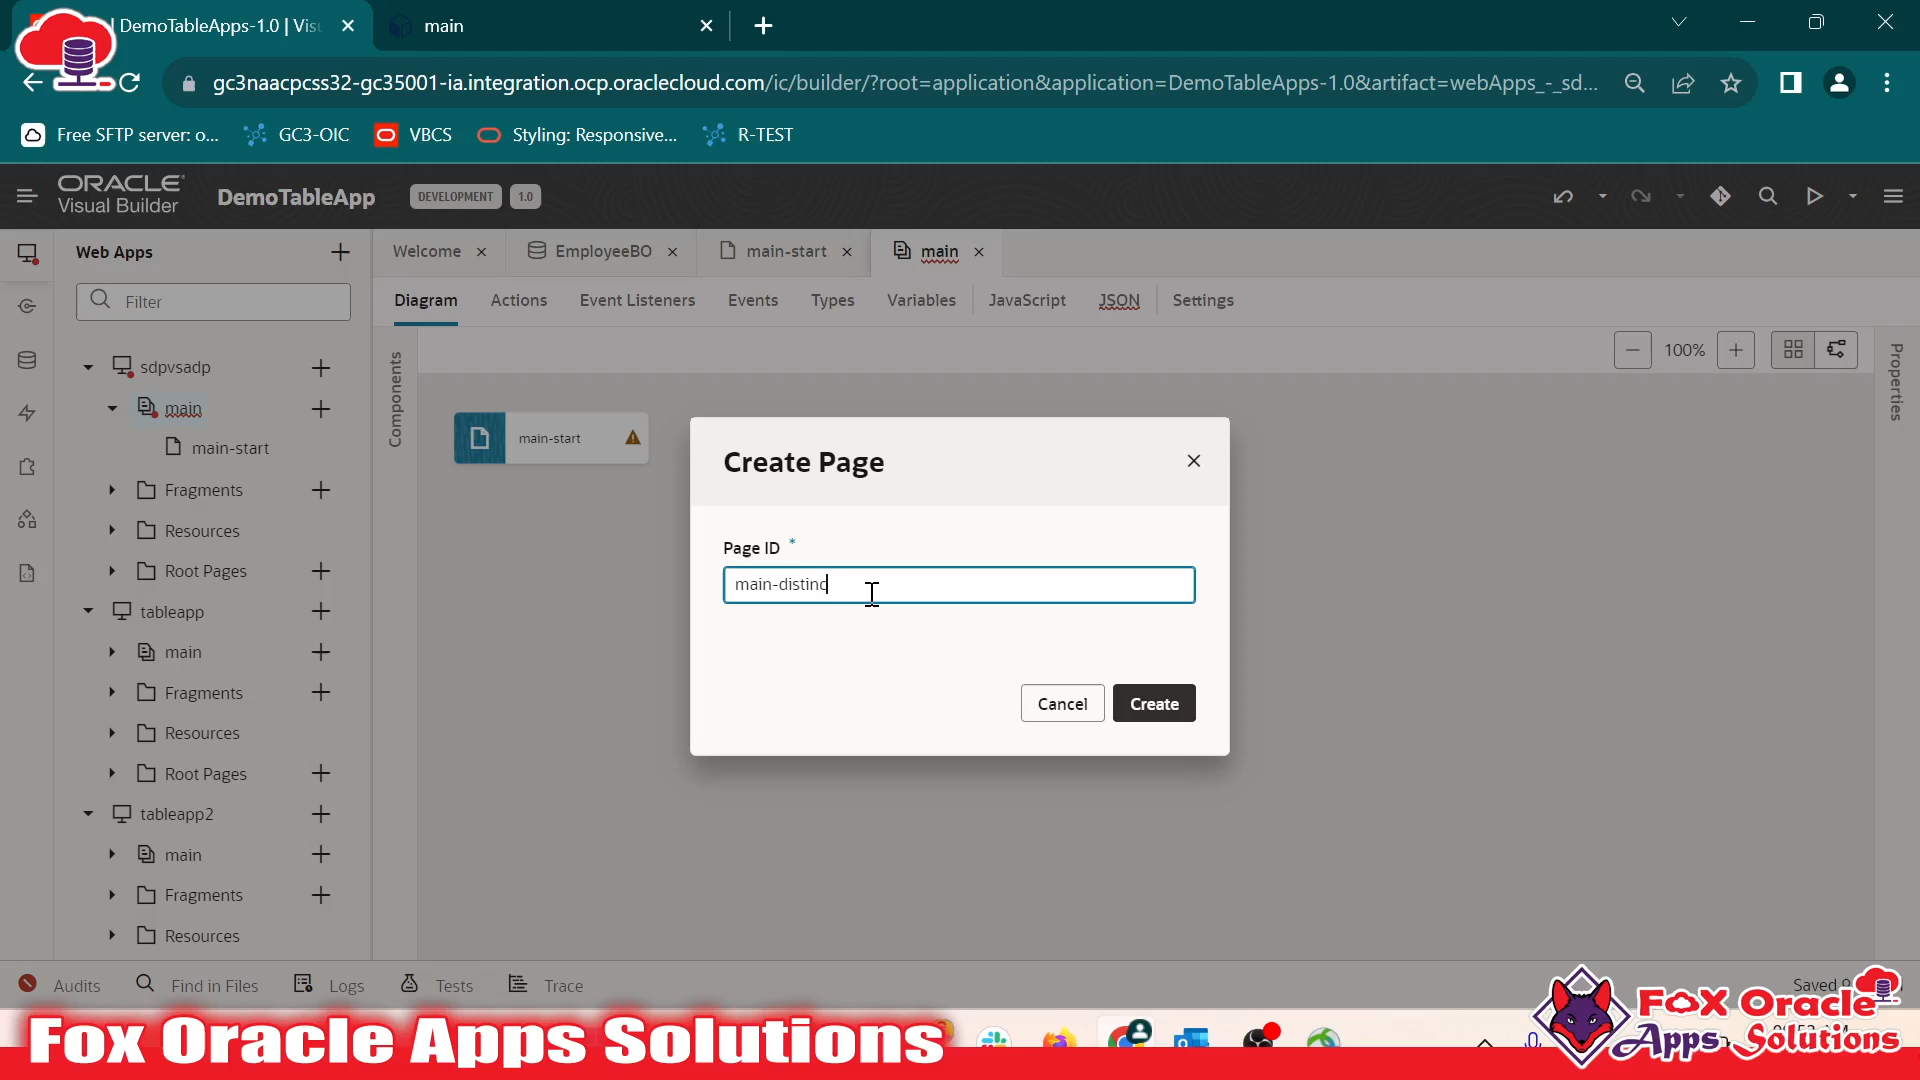 DemoTableApps-1.0 | Vis
main
gc3naacpcss32-gc35001-ia.integration.ocp.oraclecloud.com/ic/builder/?root=application&application=DemoTableApps-1.0&artifact=webApps_-_sd...
Free SFTP server: o...
GC3-OIC
VBCS
Styling: Responsive...
R-TEST
ORACLE
Visual Builder
DemoTableApp
DEVELOPMENT
1.0
Web Apps
Welcome
EmployeeBO
main-start
main
Filter
Diagram
Actions
Event Listeners
Events
Types
Variables
JavaScript
JSON
Settings
Components
100%
Properties
sdpvsadp
main
main-start
Fragments
Resources
Root Pages
tableapp
main
Fragments
Resources
Root Pages
tableapp2
main
Fragments
Resources
main-start
Create Page
Page ID *
main-distinc
Cancel
Create
Audits
Find in Files
Logs
Tests
Trace
Saved
Fox Oracle Apps Solutions
Fox Oracle
Apps Solutions